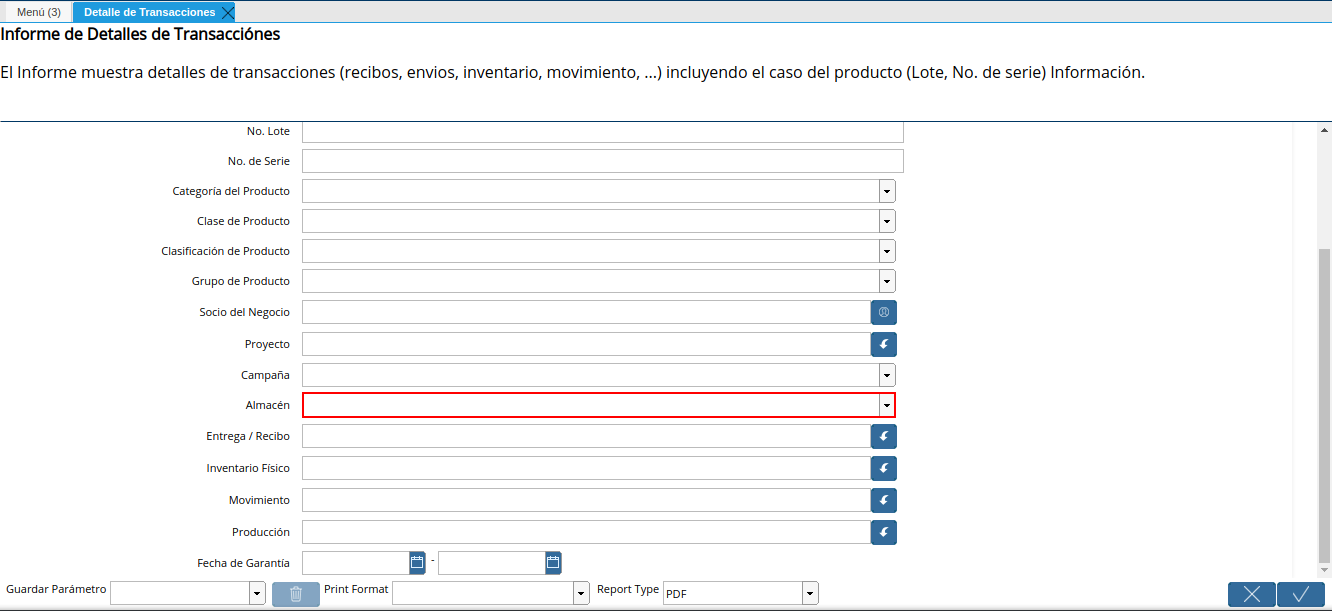 Menú (3)
Detalle de Transacciones
Informe de Detalles de Transacciónes
El Informe muestra detalles de transacciones (recibos, envios, inventario, movimiento, ...) incluyendo el caso del producto (Lote, No. de serie) Información.
No. Lote
No. de Serie
Categoría del Producto
Clase de Producto
Clasificación de Producto
Grupo de Producto
Socio del Negocio
Proyecto
Campaña
Almacén
Entrega / Recibo
Inventario Físico
Movimiento
Producción
Fecha de Garantía -
Guardar Parámetro Print Format Report Type PDF